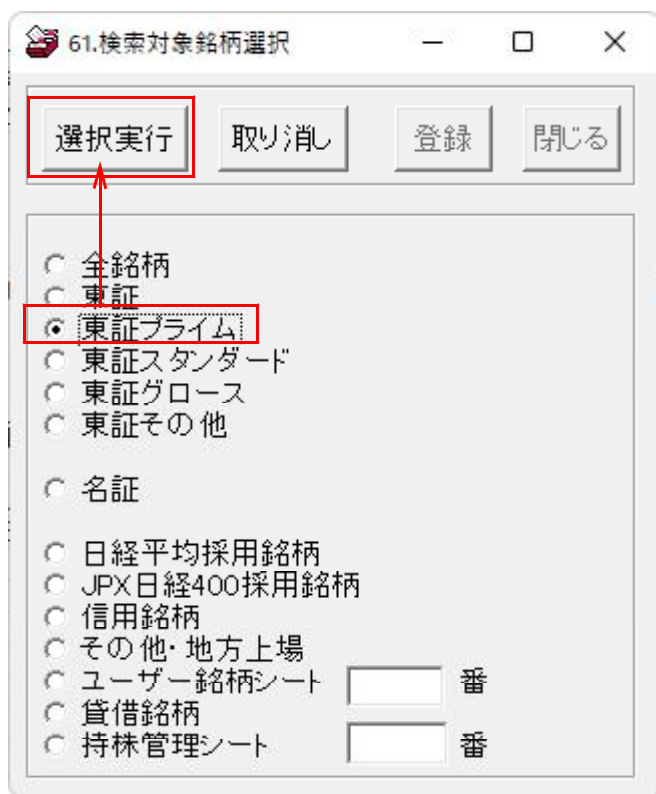 61.検索対象銘柄選択
選択実行 取り消し 登録 閉じる
全銘柄
東証
東証プライム
東証スタンダード
東証グロース
東証その他
名証
日経平均採用銘柄
JPX日経400採用銘柄
信用銘柄
その他・地方上場
ユーザー銘柄シート 番
貸借銘柄
持株管理シート 番